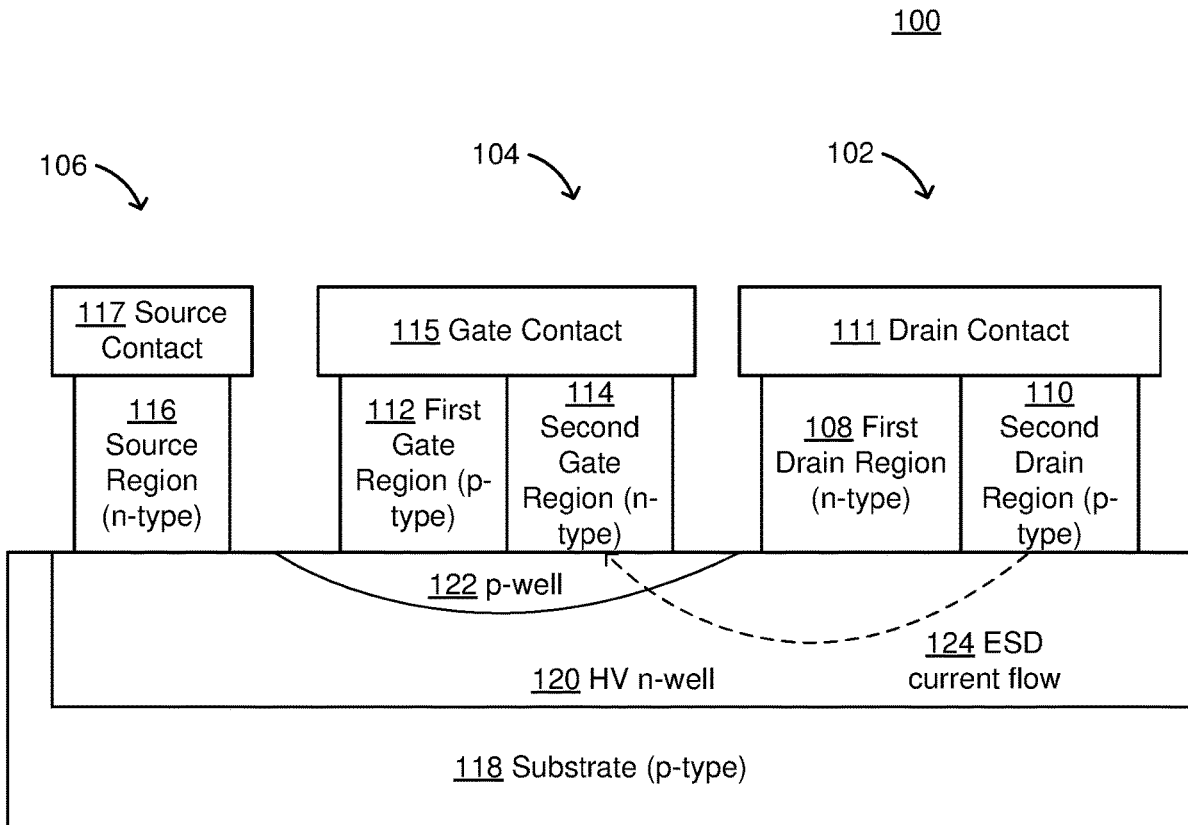 100
106
104
102
117 Source
Contact
115 Gate Contact
111 Drain Contact
116
Source
Region
(n-type)
112 First
Gate
Region (p-
type)
114
Second
Gate
Region (n-
type)
108 First
Drain Region
(n-type)
110
Second
Drain
Region (p-
type)
122 p-well
124 ESD
current flow
120 HV n-well
118 Substrate (p-type)